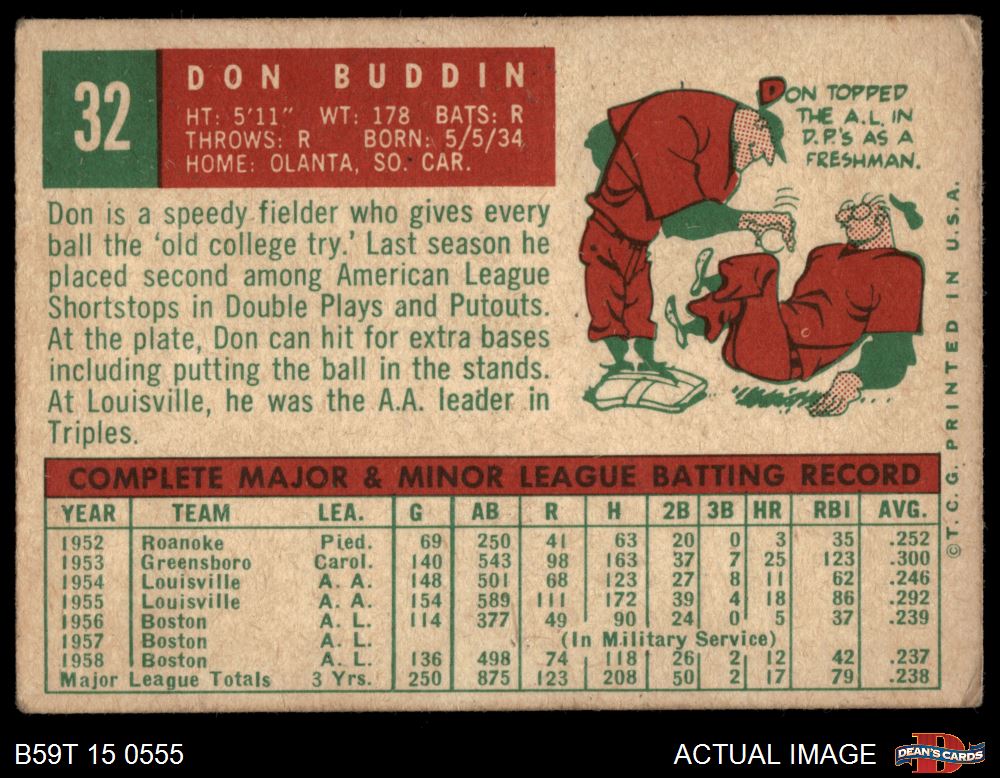 32
DON BUDDIN
HT: 5'11" WT: 178 BATS: R
THROWS: R BORN: 5/5/34
HOME: OLANTA, SO. CAR.
DON TOPPED
THE A.L. IN
D.P.'S AS A
FRESHMAN.
Don is a speedy fielder who gives every
ball the 'old college try.' Last season he
placed second among American League
Shortstops in Double Plays and Putouts.
At the plate, Don can hit for extra bases
including putting the ball in the stands.
At Louisville, he was the A.A. leader in
Triples.
COMPLETE MAJOR & MINOR LEAGUE BATTING RECORD
YEAR TEAM LEA. G AB R H 2B 3B HR RBI AVG.
1952 Roanoke Pied. 69 250 41 63 20 0 3 35 .252
1953 Greensboro Carol. 140 543 98 163 37 7 25 123 .300
1954 Louisville A. A. 148 501 68 123 27 8 11 62 .246
1955 Louisville A. A. 154 589 111 172 39 4 18 86 .292
1956 Boston A. L. 114 377 49 90 24 0 5 37 .239
1957 Boston A. L. (In Military Service)
1958 Boston A. L. 136 498 74 118 26 2 12 42 .237
Major League Totals 3 Yrs. 250 875 123 208 50 2 17 79 .238
©T. C. G. PRINTED IN U.S.A.
B59T 15 0555
ACTUAL IMAGE
DEAN'S CARDS